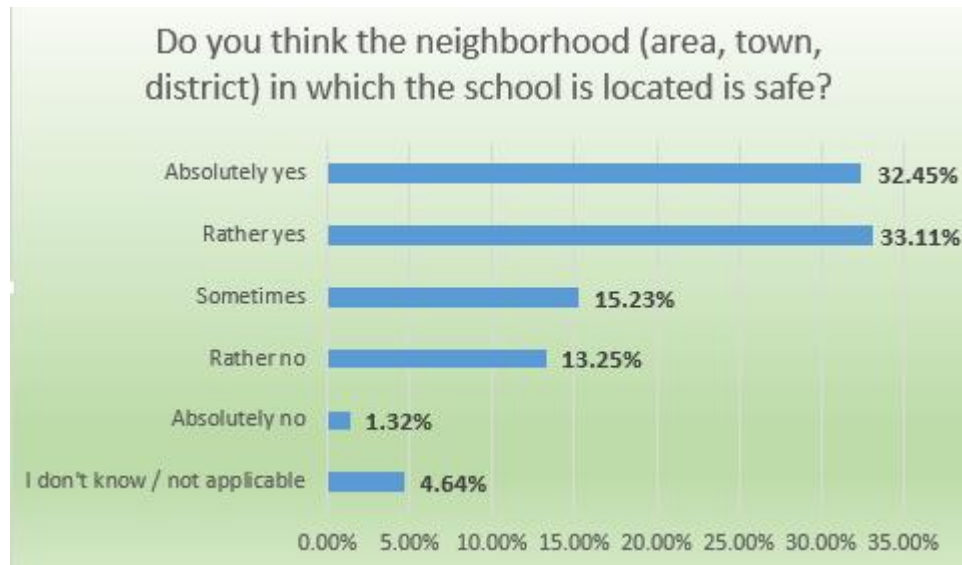 Do you think the neighborhood (area, town,
district) in which the school is located is safe?
Absolutely yes 32.45%
Rather yes 33.11%
Sometimes 15.23%
Rather no 13.25%
Absolutely no 1.32%
I don't know / not applicable 4.64%
0.00% 5.00% 10.00% 15.00% 20.00% 25.00% 30.00% 35.00%